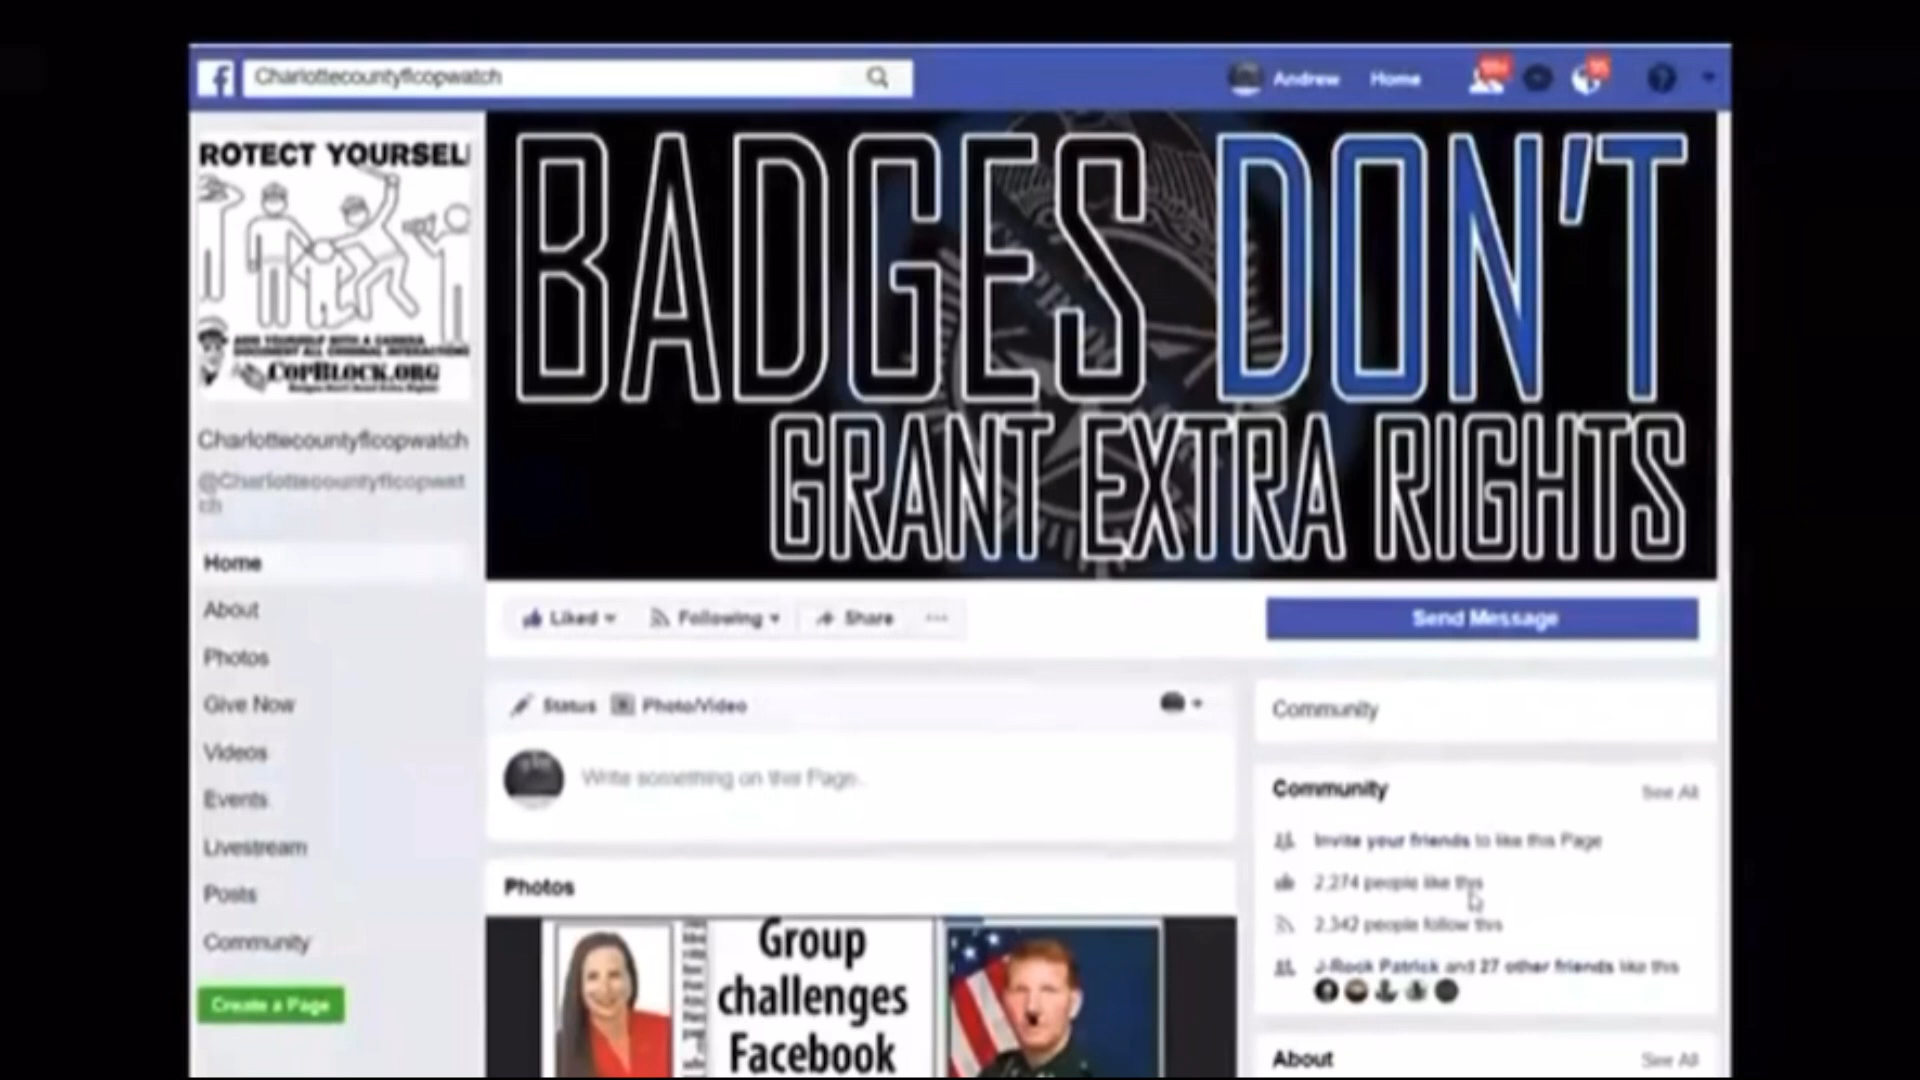 f Charlottecountyflcopwatch
Andrew Home
ROTECT YOURSEL
COPBLOCK.ORG
Charlottecountyflcopwatch
@Charlottecountyflcopwat
ch
Home
About
Photos
Give Now
Videos
Events
Livestream
Posts
Community
Create a Page
BADGES DON'T
GRANT EXTRA RIGHTS
Liked Following Share ...
Send Message
Status Photo/Video
Write something on this Page...
Photos
Group
challenges
Facebook
Community
Community See All
Invite your friends to like this Page
2,274 people like this
2,342 people follow this
J-Rock Patrick and 27 other friends like this
About See All